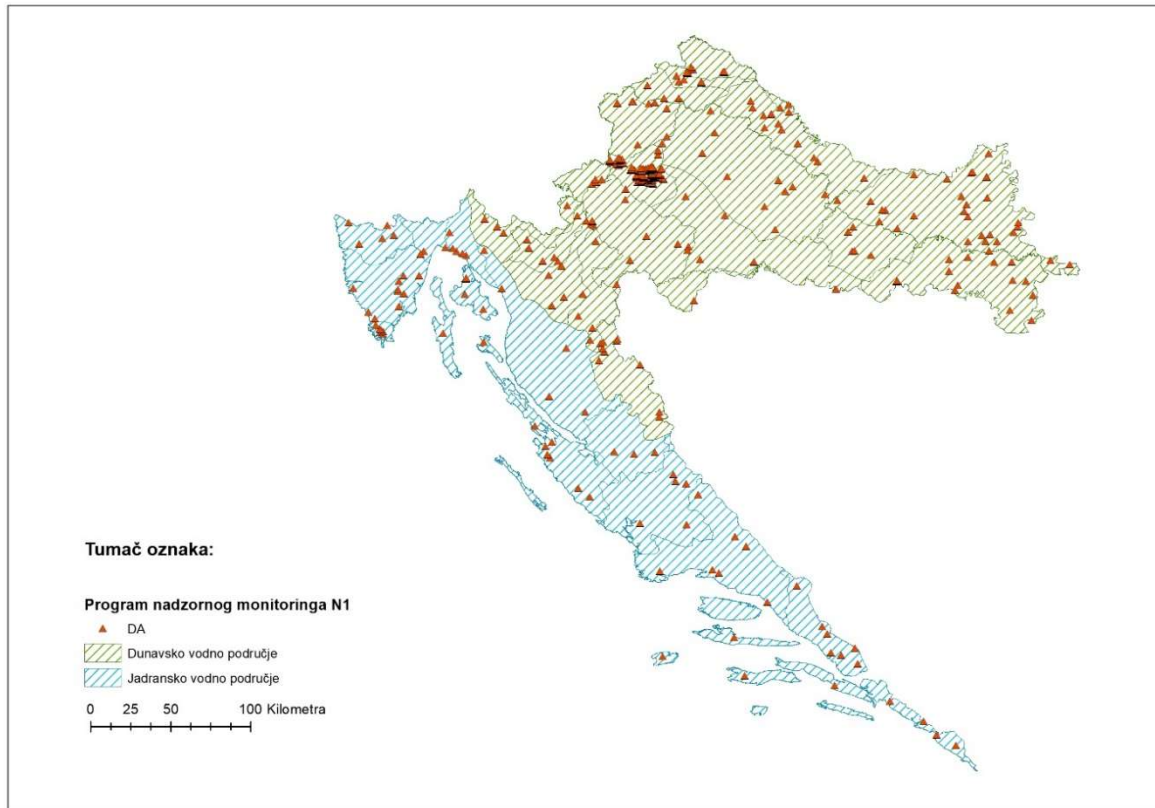 Tumač oznaka:
Program nadzornog monitoringa N1
DA
Dunavsko vodno područje
Jadransko vodno područje
0 25 50 100 Kilometra